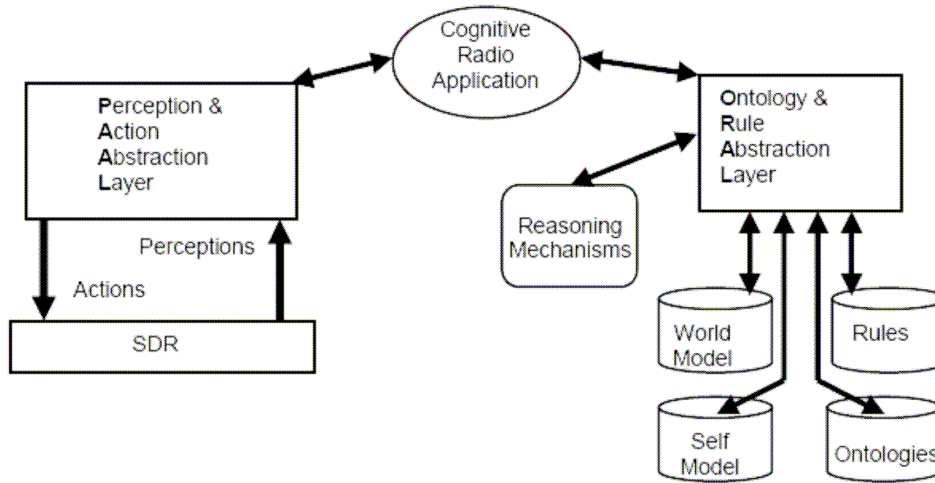 Cognitive
Radio
Application
Perception &
Action
Abstraction
Layer
Ontology &
Rule
Abstraction
Layer
Reasoning
Mechanisms
Perceptions
Actions
SDR
World
Model
Rules
Self
Model
Ontologies